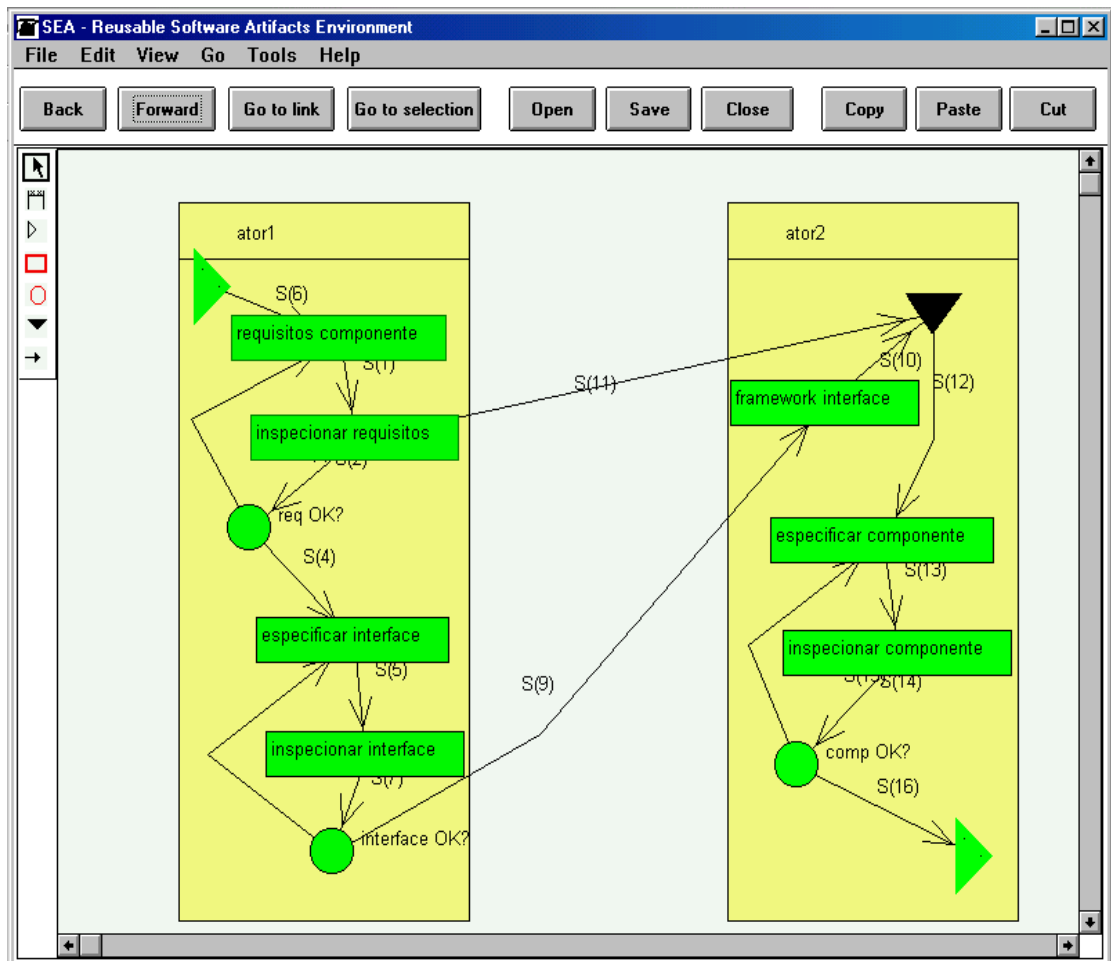 SEA - Reusable Software Artifacts Environment
File Edit View Go Tools Help
Back Forward Go to link Go to selection Open Save Close Copy Paste Cut
ator1
ator2
S(6)
requisitos componente
S(1)
S(11)
S(10)
S(12)
framework interface
inspecionar requisitos
S(2)
req OK?
S(4)
especificar componente
S(13)
especificar interface
S(5)
inspecionar componente
S(9)
S(14)
inspecionar interface
S(7)
comp OK?
S(16)
interface OK?